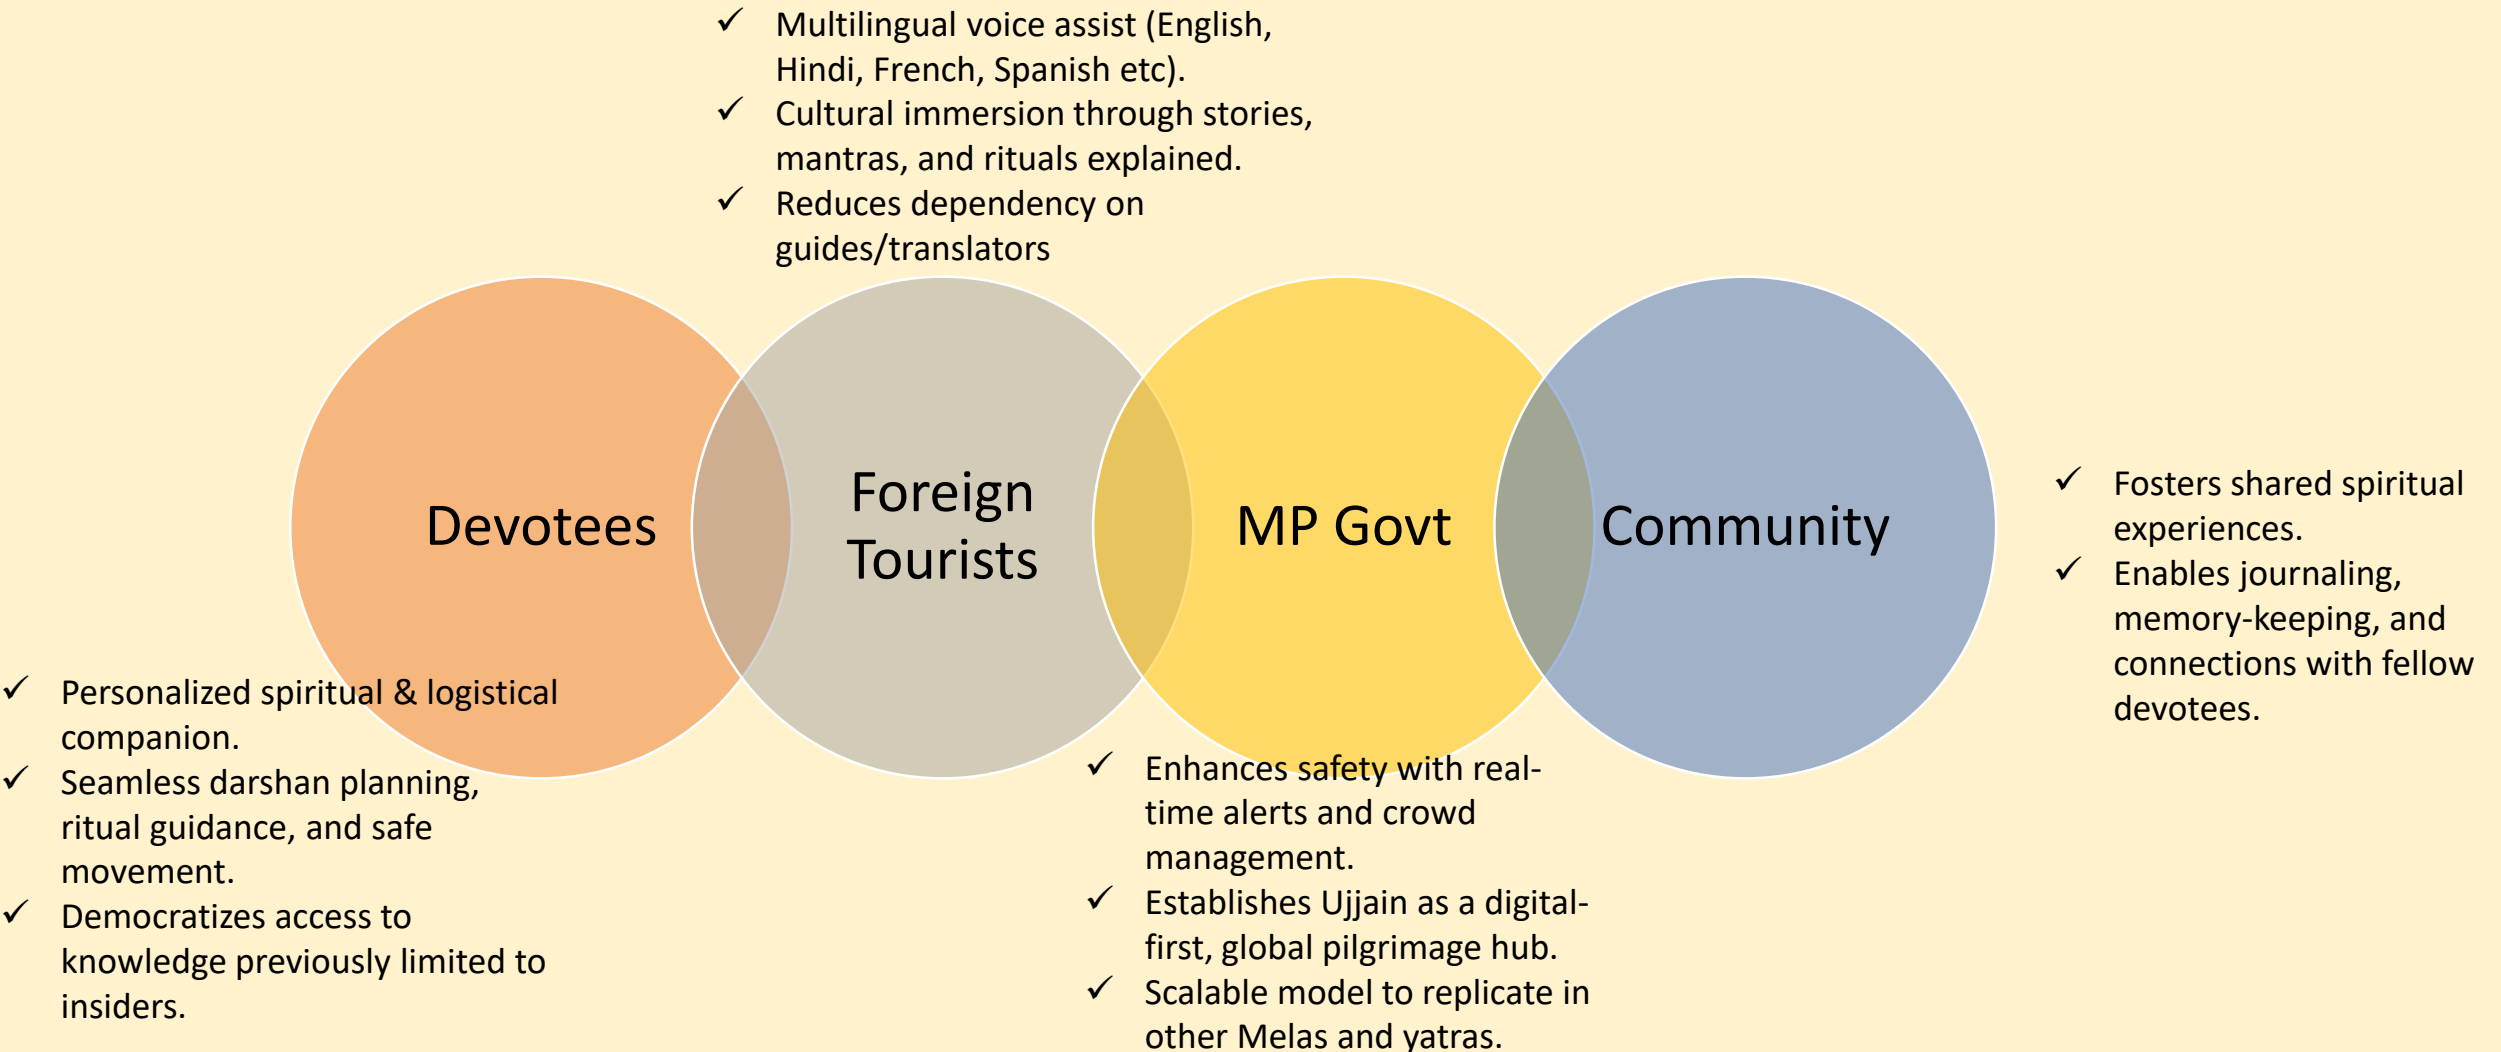 ✓ Multilingual voice assist (English,
Hindi, French, Spanish etc).
✓ Cultural immersion through stories,
mantras, and rituals explained.
✓ Reduces dependency on
guides/translators
Devotees
Foreign
Tourists
MP Govt
Community
✓ Personalized spiritual & logistical
companion.
✓ Seamless darshan planning,
ritual guidance, and safe
movement.
✓ Democratizes access to
knowledge previously limited to
insiders.
✓ Enhances safety with real-
time alerts and crowd
management.
✓ Establishes Ujjain as a digital-
first, global pilgrimage hub.
✓ Scalable model to replicate in
other Melas and yatras.
✓ Fosters shared spiritual
experiences.
✓ Enables journaling,
memory-keeping, and
connections with fellow
devotees.